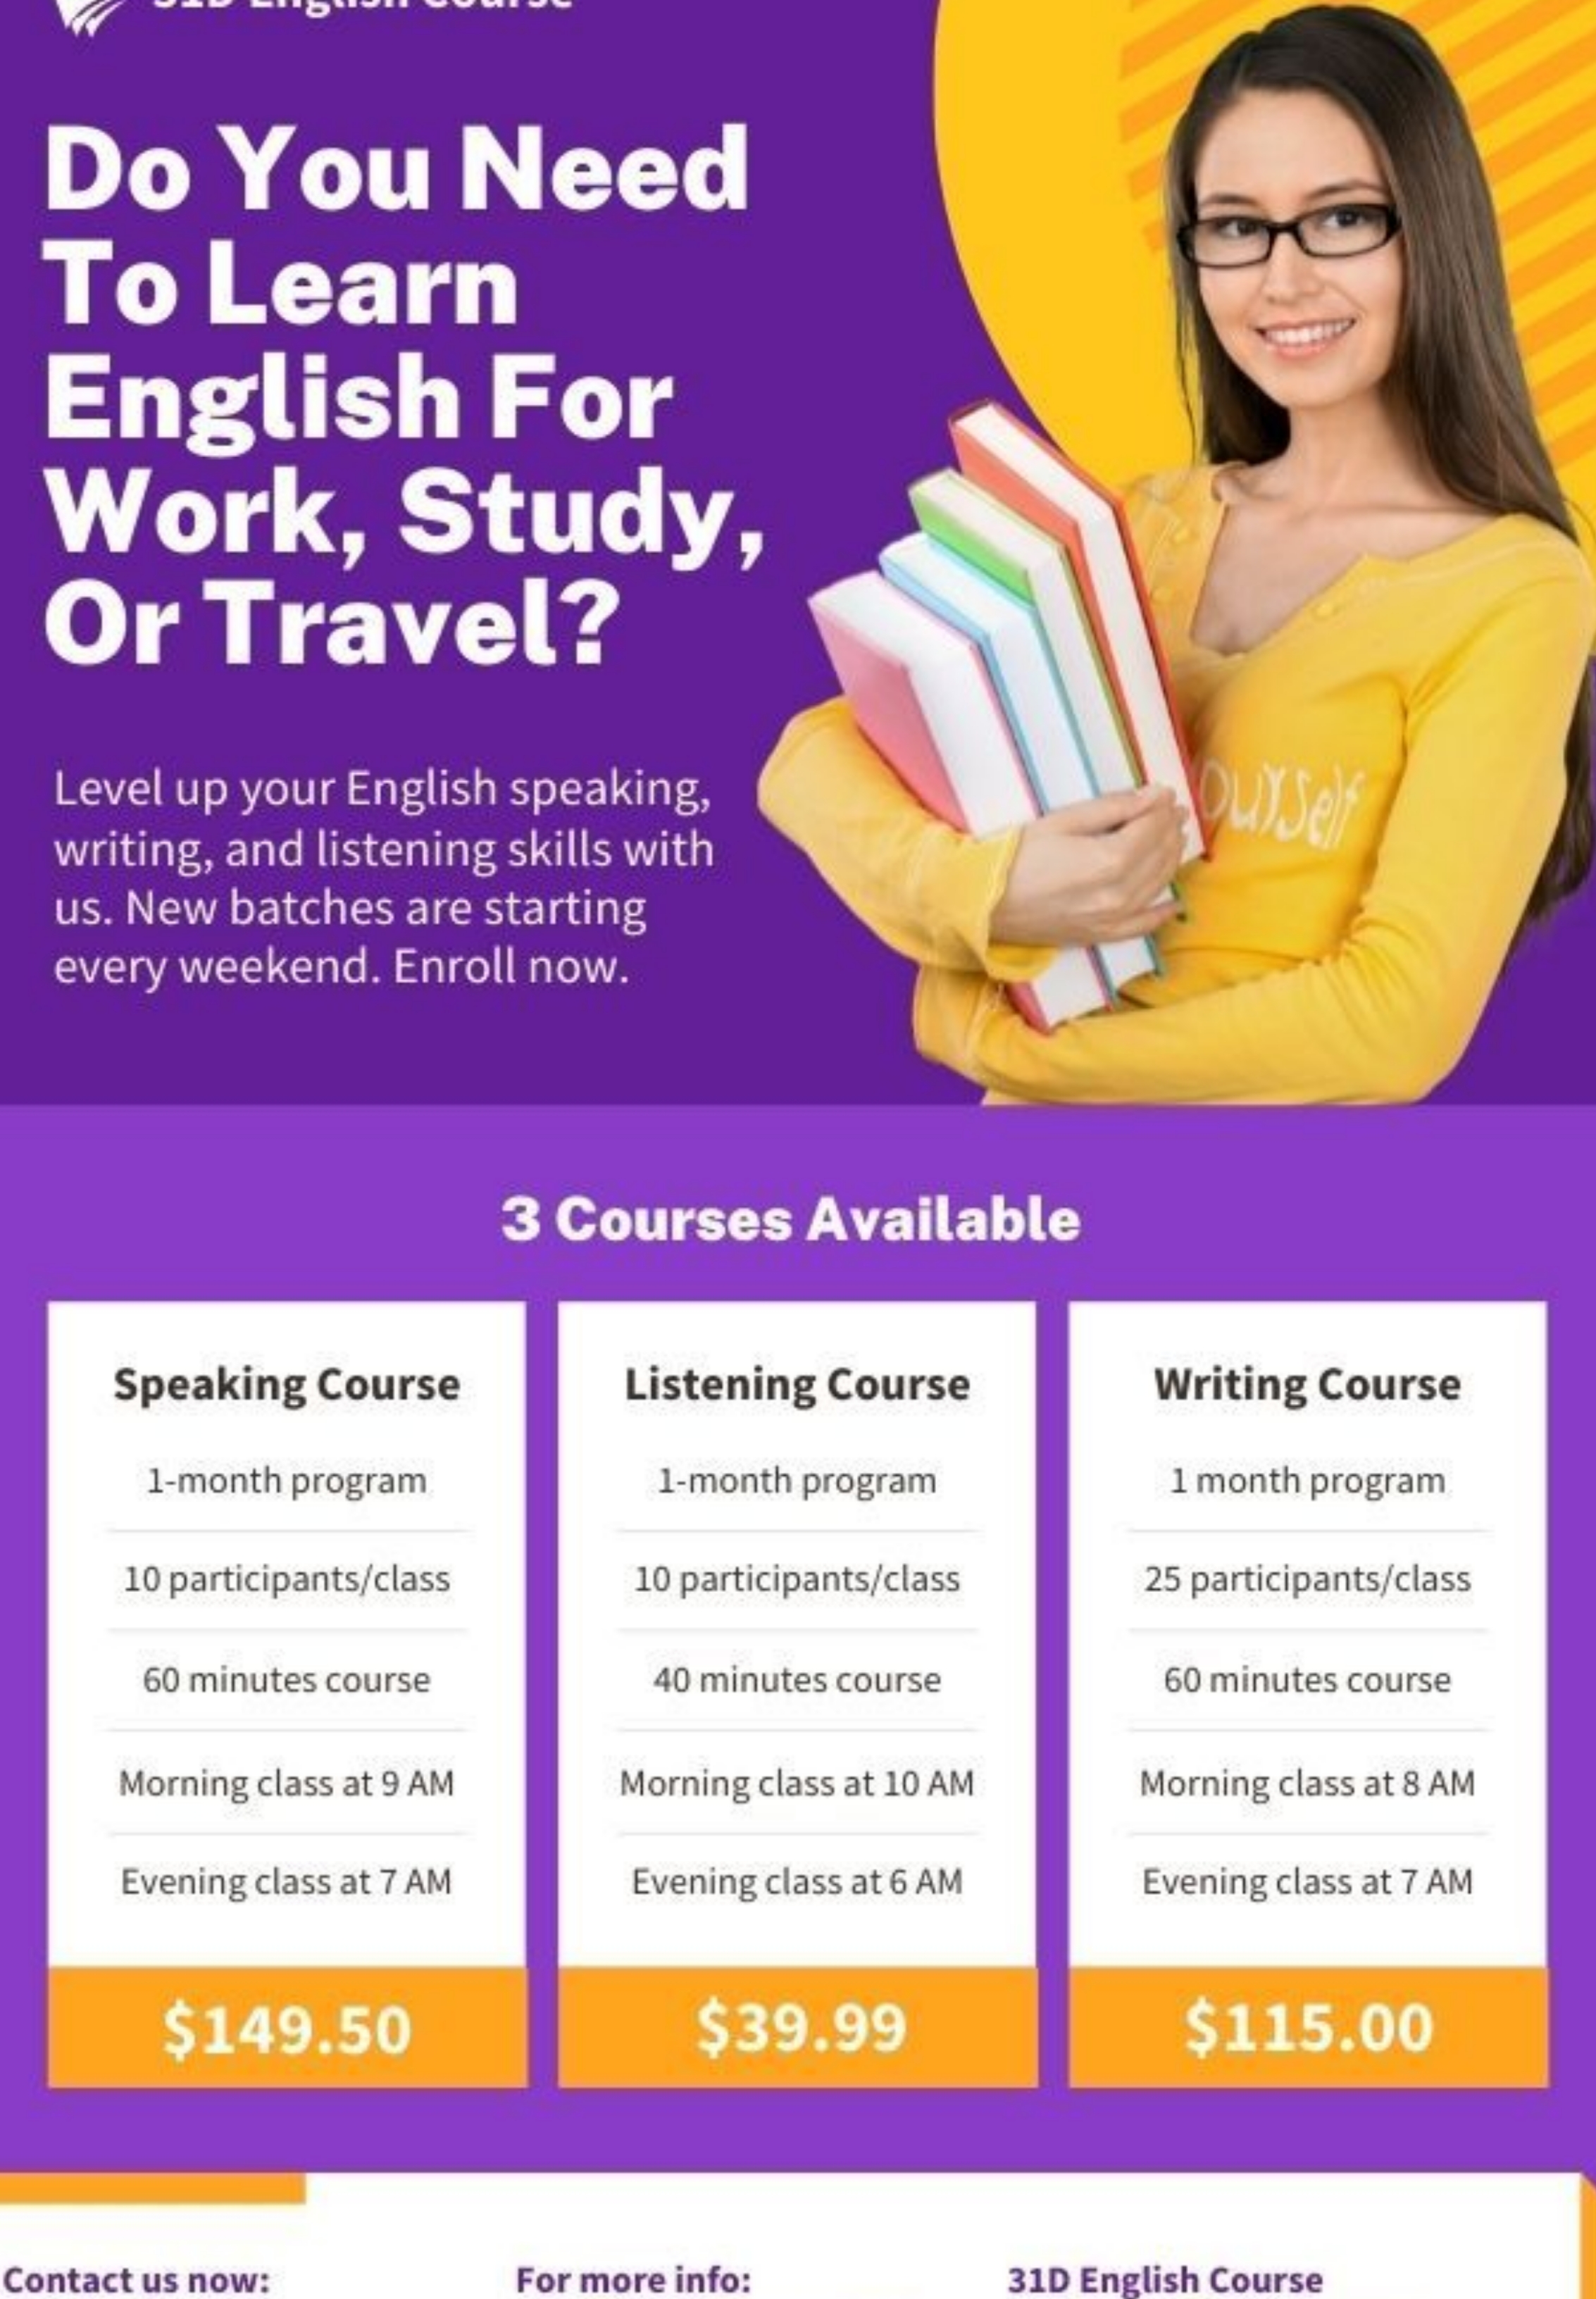 31D English Course
Do You Need
To Learn
English For
Work, Study,
Or Travel?
Level up your English speaking,
writing, and listening skills with
us. New batches are starting
every weekend. Enroll now.
ourself
3 Courses Available
Speaking Course
1-month program
10 participants/class
60 minutes course
Morning class at 9 AM
Evening class at 7 AM
$149.50
Listening Course
1-month program
10 participants/class
40 minutes course
Morning class at 10 AM
Evening class at 6 AM
$39.99
Writing Course
1 month program
25 participants/class
60 minutes course
Morning class at 8 AM
Evening class at 7 AM
$115.00
Contact us now:
For more info:
31D English Course